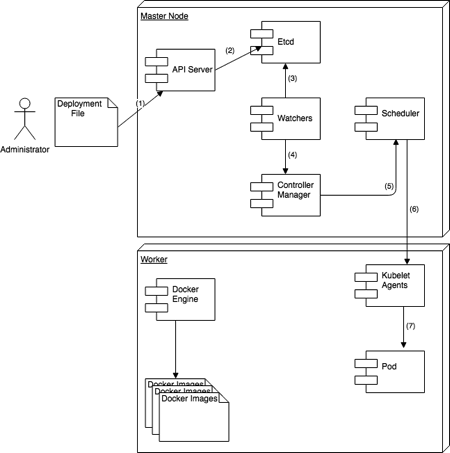 Master Node
(2)
Etcd
API Server
(3)
(1)
Deployment
File
Administrator
Watchers
Scheduler
(4)
Controller
Manager
(5)
(6)
Worker
Docker
Engine
Kubelet
Agents
(7)
Pod
Docker Images
Docker Images
Docker Images